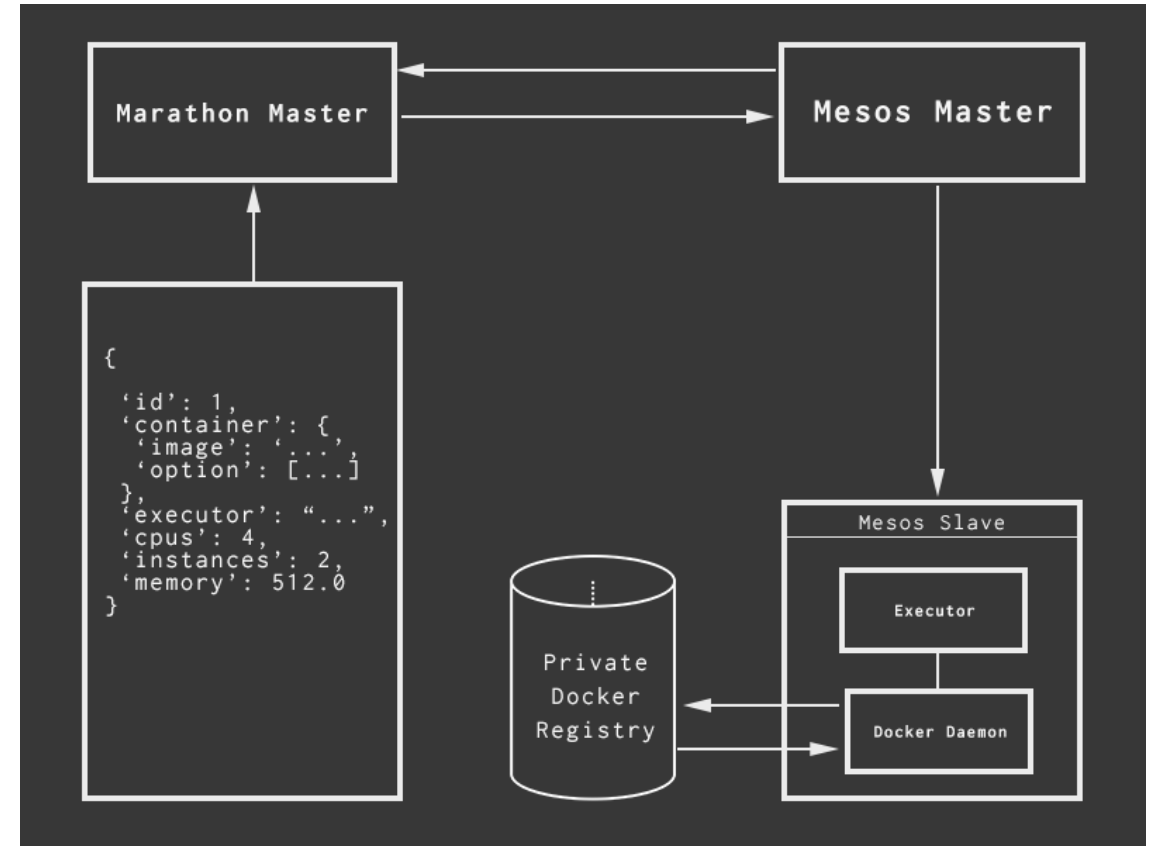 Marathon Master
Mesos Master
{
‘id’: 1,
‘container’: {
‘image’: ‘...’,
‘option’: [...]
},
‘executor’: “...”,
‘cpus’: 4,
‘instances’: 2,
‘memory’: 512.0
}
Mesos Slave
Executor
Private
Docker
Registry
Docker Daemon